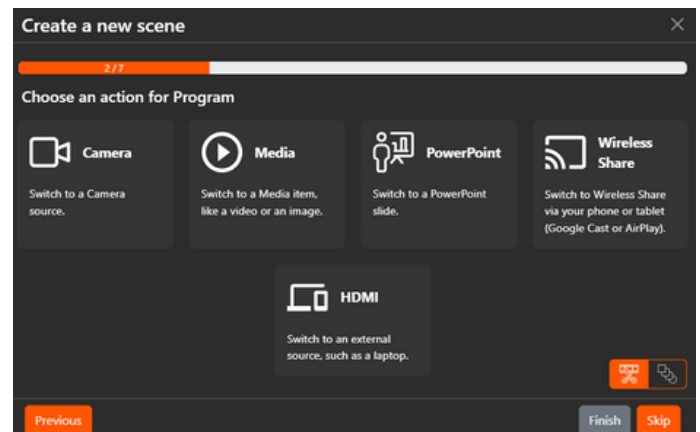 Create a new scene
2/7
Choose an action for Program
Camera
Switch to a Camera
source.
Media
Switch to a Media item,
like a video or an image.
PowerPoint
Switch to a PowerPoint
slide.
Wireless
Share
Switch to Wireless Share
via your phone or tablet
(Google Cast or AirPlay).
HDMI
Switch to an external
source, such as a laptop.
Previous
Finish
Skip